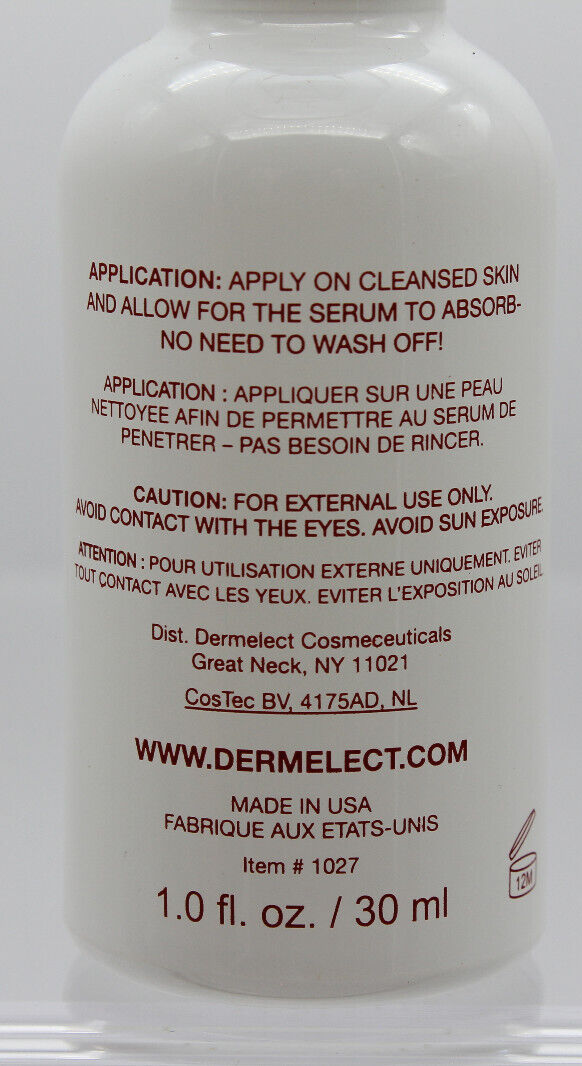 APPLICATION: APPLY ON CLEANSED SKIN
AND ALLOW FOR THE SERUM TO ABSORB-
NO NEED TO WASH OFF!
APPLICATION : APPLIQUER SUR UNE PEAU
NETTOYEE AFIN DE PERMETTRE AU SERUM DE
PENETRER – PAS BESOIN DE RINCER.
CAUTION: FOR EXTERNAL USE ONLY.
AVOID CONTACT WITH THE EYES. AVOID SUN EXPOSURE.
ATTENTION : POUR UTILISATION EXTERNE UNIQUEMENT. EVITER
TOUT CONTACT AVEC LES YEUX. EVITER L'EXPOSITION AU SOLEIL
Dist. Dermelect Cosmeceuticals
Great Neck, NY 11021
CosTec BV, 4175AD, NL
WWW.DERMELECT.COM
MADE IN USA
FABRIQUE AUX ETATS-UNIS
Item # 1027
12M
1.0 fl. oz. / 30 ml